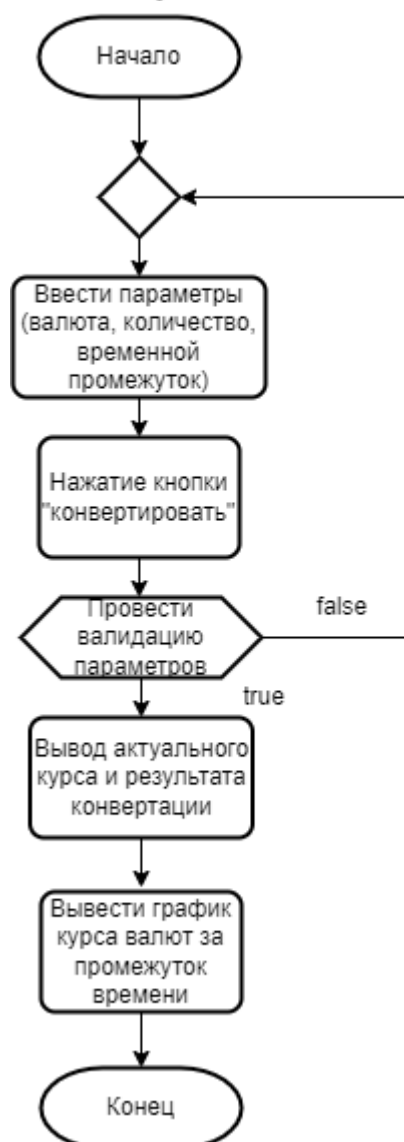 Начало
Ввести параметры
(валюта, количество,
временной
промежуток)
Нажатие кнопки
"конвертировать"
Провести
валидацию
параметров
false
true
Вывод актуального
курса и результата
конвертации
Вывести график
курса валют за
промежуток
времени
Конец